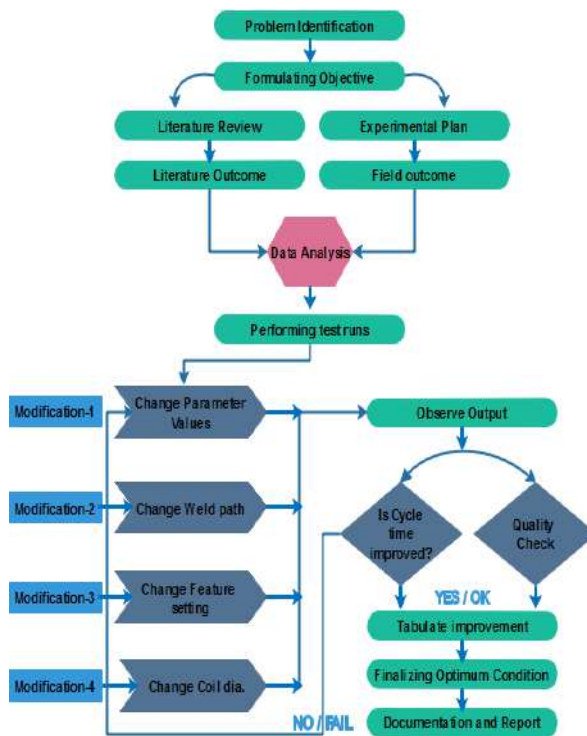 Problem Identification
Formulating Objective
Literature Review
Experimental Plan
Literature Outcome
Field outcome
Data Analysis
Performing test runs
Modification-1
Change Parameter
Values
Observe Output
Modification-2
Change Weld path
Is Cycle
time
improved?
Quality
Check
Modification-3
Change Feature
setting
YES / OK
Tabulate improvement
Finalizing Optimum Condition
Modification-4
Change Coil dia.
NO / FAIL
Documentation and Report